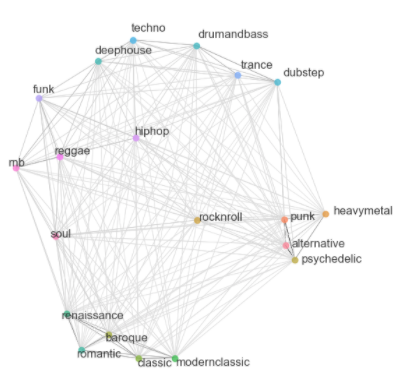 techno
drumandbass
deephouse
trance
dubstep
funk
hiphop
reggae
rnb
heavymetal
rocknroll
punk
soul
alternative
psychedelic
renaissance
baroque
romantic
classic
modernclassic